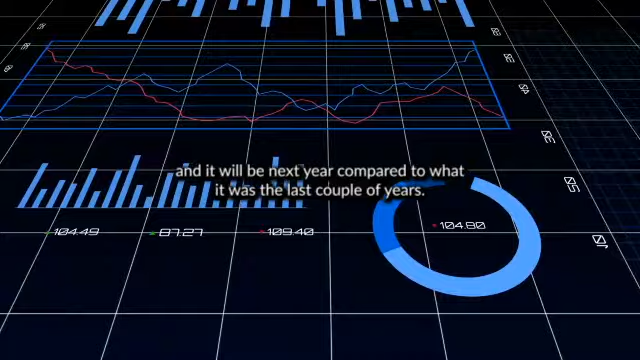 and it will be next year compared to what
it was the last couple of years.
104.49 87.27 109.40 104.80